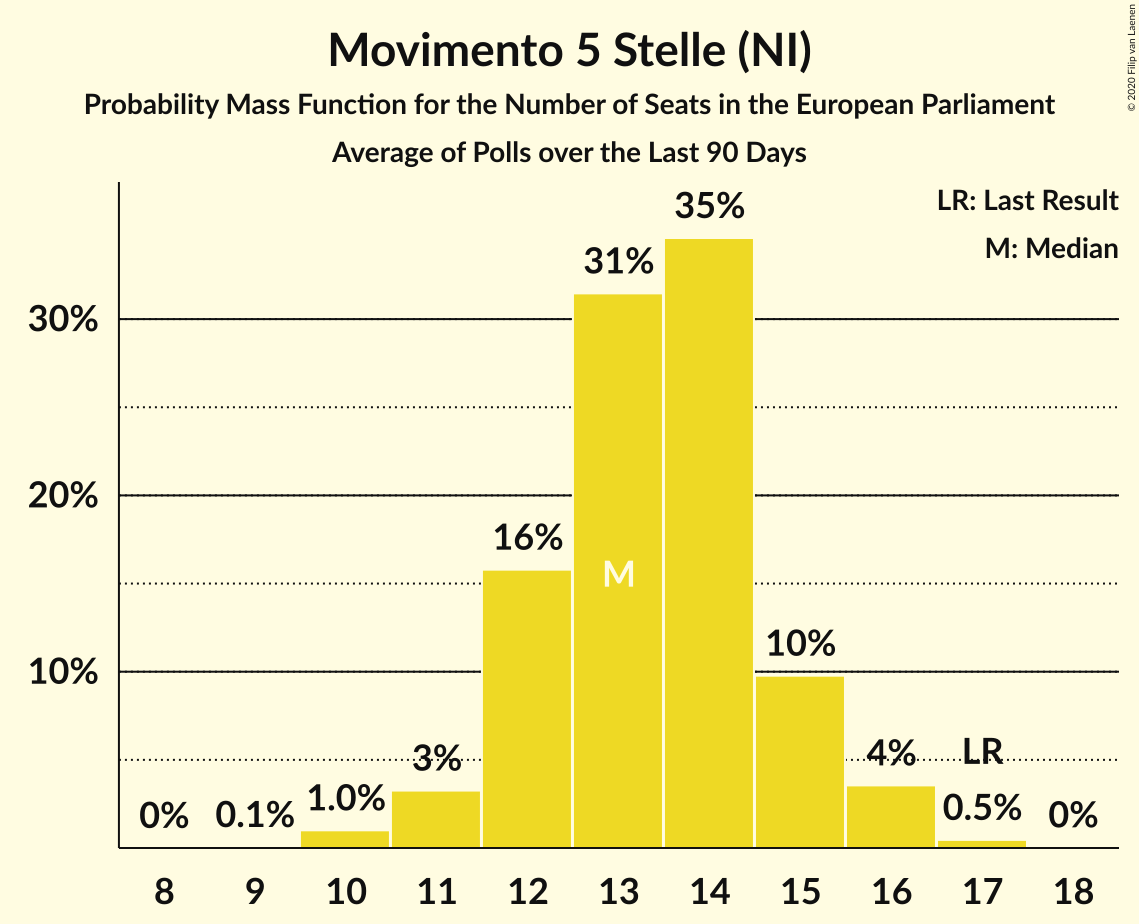 Movimento 5 Stelle (NI)
Probability Mass Function for the Number of Seats in the European Parliament
Average of Polls over the Last 90 Days
© 2020 Filip van Laenen
LR: Last Result
M: Median
30%
20%
10%
0%
0.1%
1.0%
3%
16%
31%
M
35%
10%
4%
LR
0.5%
0%
8 9 10 11 12 13 14 15 16 17 18